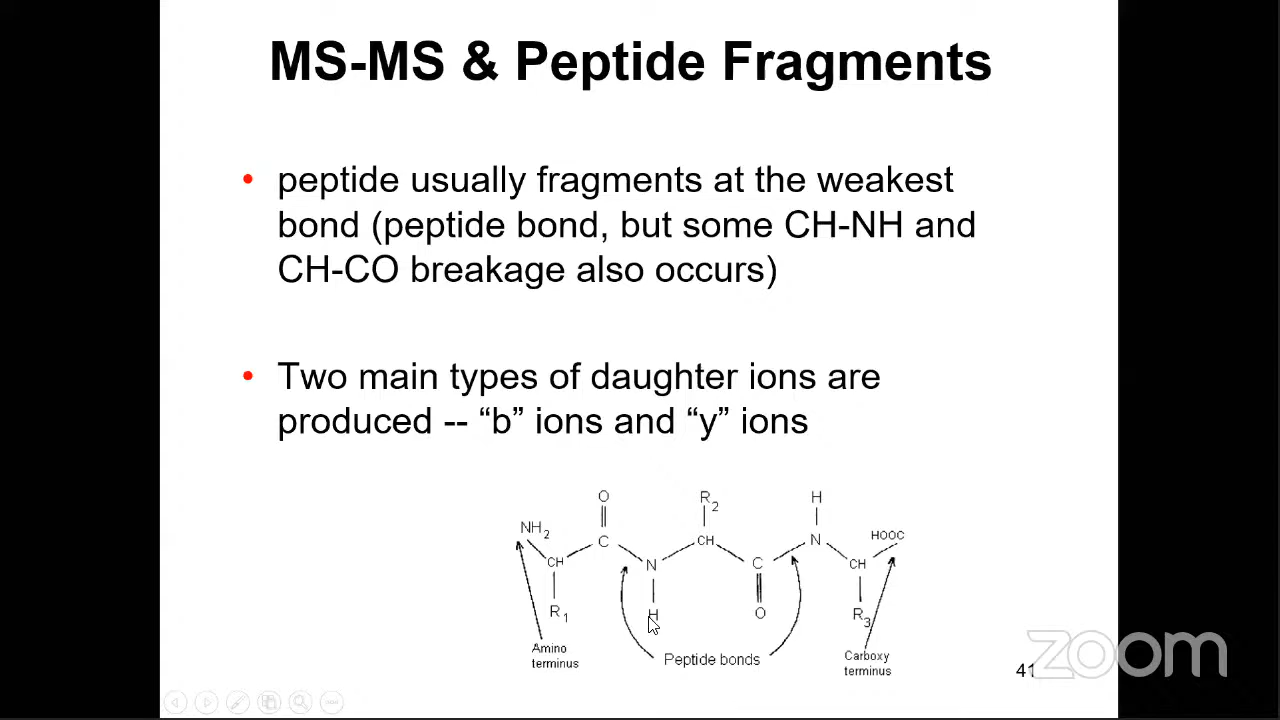 MS-MS & Peptide Fragments
• peptide usually fragments at the weakest
bond (peptide bond, but some CH-NH and
CH-CO breakage also occurs)
• Two main types of daughter ions are
produced -- “b” ions and “y” ions
O R2 H
NH2 C CH N HOOC
CH N C CH
R1 H O R3
Amino
terminus
Peptide bonds
Carboxy
terminus
41
zoom